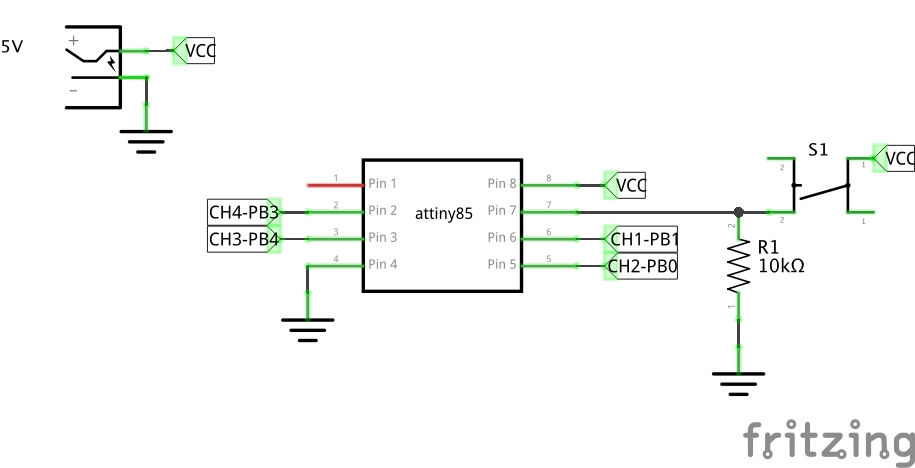 5V
+
VCC
−
S1
2
1
VCC
attiny85
1
Pin 1
Pin 8
8
VCC
CH4-PB3
2
Pin 2
Pin 7
7
2
1
CH3-PB4
3
Pin 3
Pin 6
6
CH1-PB1
4
Pin 4
Pin 5
5
CH2-PB0
2
R1
10kΩ
1
fritzing